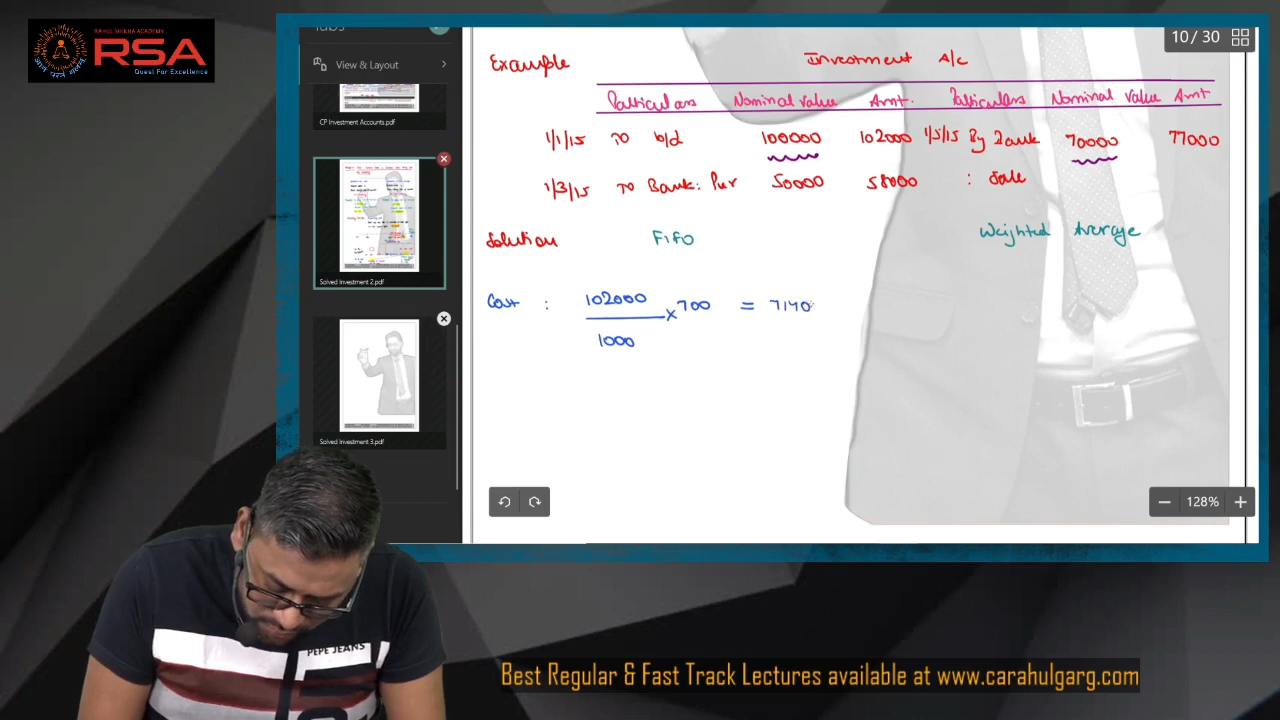 RAHUL SHIKHA ACADEMY
RSA
Quest For Excellence
View & Layout
10 / 30
CP Investment Accounts.pdf
Solved Investment 2.pdf
Solved Investment 3.pdf
Example Investment A/c
Particulars Nominal value Amt. Particulars Nominal Value Amt
1/1/15 To b/d 100000 102000 1/5/15 By Bank 70000 77000
1/3/15 To Bank: Pur 50000 58000 : Sale
Solution FIFO Weighted Average
Cost : 102000
1000
x 700 = 7140
128%
PEPE JEANS
Best Regular & Fast Track Lectures available at www.carahulgarg.com